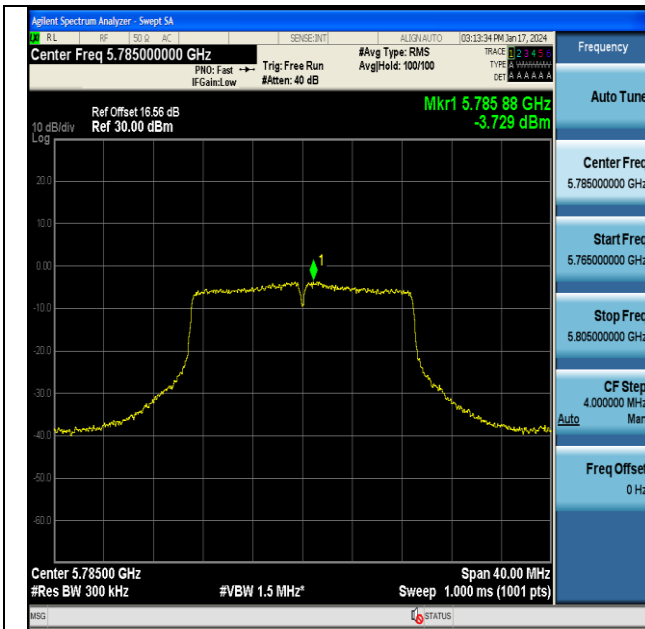 Agilent Spectrum Analyzer - Swept SA
LXI RL RF 50 Ω AC SENSE:INT ALIGN AUTO 03:13:34 PM Jan 17, 2024
Center Freq 5.785000000 GHz
PNO: Fast
IFGain:Low
Trig: Free Run
#Atten: 40 dB
#Avg Type: RMS
Avg|Hold: 100/100
TRACE 1 2 3 4 5 6
TYPE A
DET A A A A A A
Frequency
Ref Offset 16.56 dB
10 dB/div Ref 30.00 dBm
Log
Mkr1 5.785 88 GHz
-3.729 dBm
20.0
10.0
0.00
-10.0
-20.0
-30.0
-40.0
-50.0
-60.0
1
Center 5.78500 GHz Span 40.00 MHz
#Res BW 300 kHz #VBW 1.5 MHz* Sweep 1.000 ms (1001 pts)
MSG STATUS
Auto Tune
Center Freq
5.785000000 GHz
Start Freq
5.765000000 GHz
Stop Freq
5.805000000 GHz
CF Step
4.000000 MHz
Auto Man
Freq Offset
0 Hz